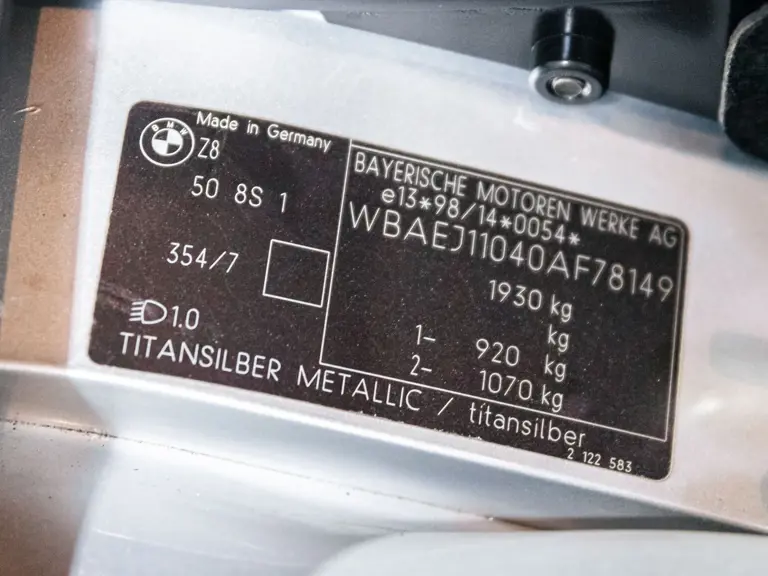 BMW
Made in Germany
Z8
50 8S 1
354/7
1.0
BAYERISCHE MOTOREN WERKE AG
e13*98/14*0054*
WBAEJ11040AF78149
1930 kg
kg
1- 920 kg
2- 1070 kg
TITANSILBER METALLIC / titansilber
2 122 583